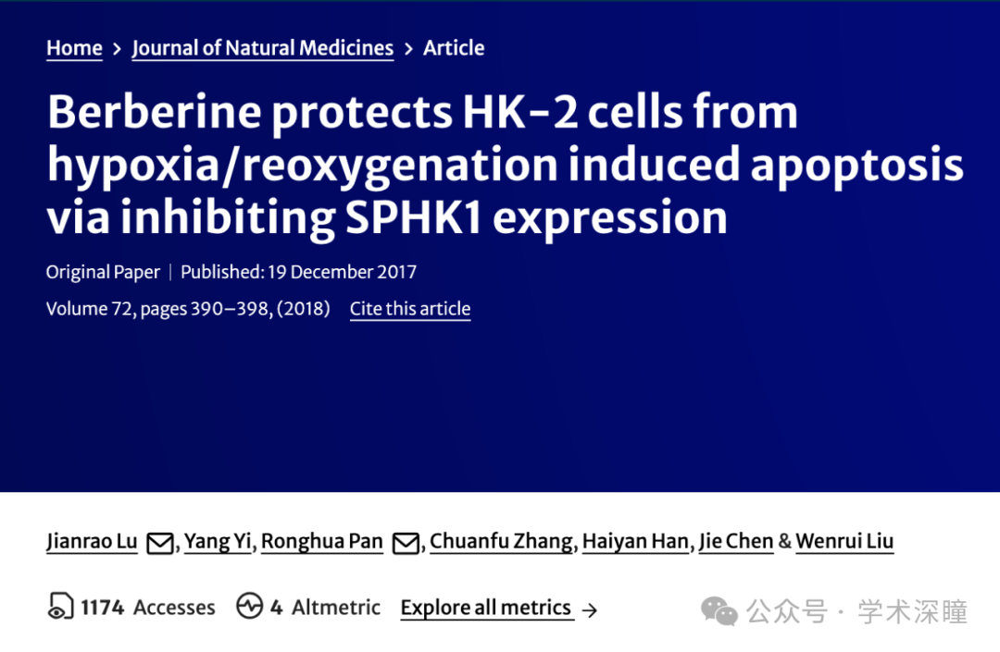 Home > Journal of Natural Medicines > Article
Berberine protects HK-2 cells from
hypoxia/reoxygenation induced apoptosis
via inhibiting SPHK1 expression
Original Paper | Published: 19 December 2017
Volume 72, pages 390–398, (2018) Cite this article
Jianrao Lu, Yang Yi, Ronghua Pan, Chuanfu Zhang, Haiyan Han, Jie Chen & Wenrui Liu
1174 Accesses 4 Altmetric Explore all metrics →
公众号 · 学术深瞳